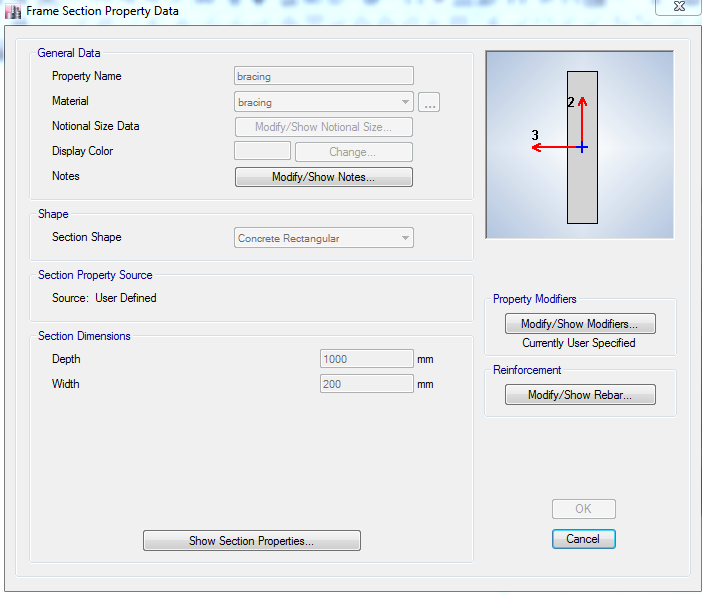 Frame Section Property Data
General Data
Property Name
bracing
Material
bracing
...
Notional Size Data
Modify/Show Notional Size...
Display Color
Change...
Notes
Modify/Show Notes...
Shape
Section Shape
Concrete Rectangular
Section Property Source
Source: User Defined
Section Dimensions
Depth
1000
mm
Width
200
mm
Show Section Properties...
2
3
Property Modifiers
Modify/Show Modifiers...
Currently User Specified
Reinforcement
Modify/Show Rebar...
OK
Cancel